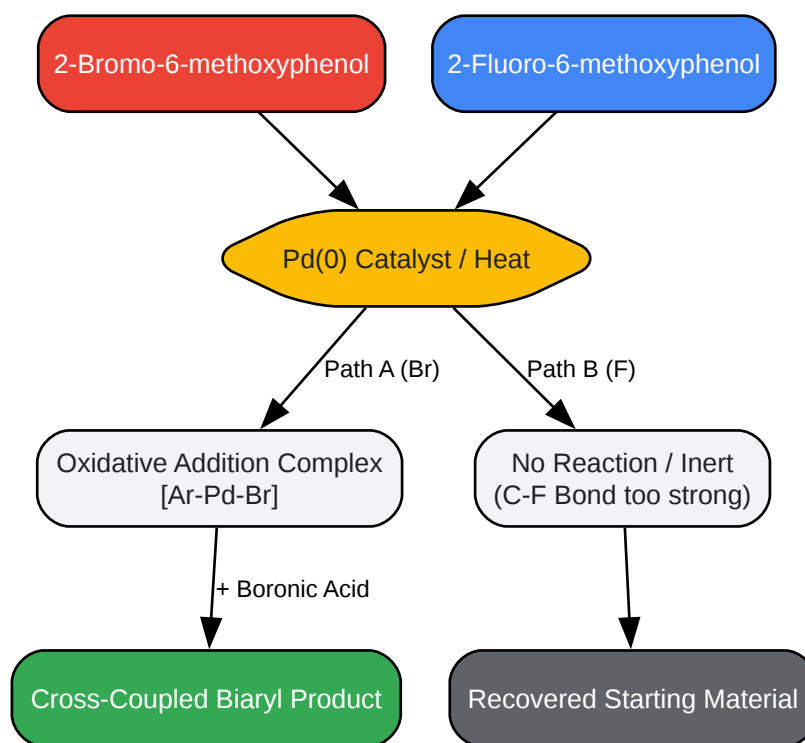 2-Bromo-6-methoxyphenol
2-Fluoro-6-methoxyphenol
Pd(0) Catalyst / Heat
Path A (Br)
Path B (F)
Oxidative Addition Complex
[Ar-Pd-Br]
No Reaction / Inert
(C-F Bond too strong)
+ Boronic Acid
Cross-Coupled Biaryl Product
Recovered Starting Material